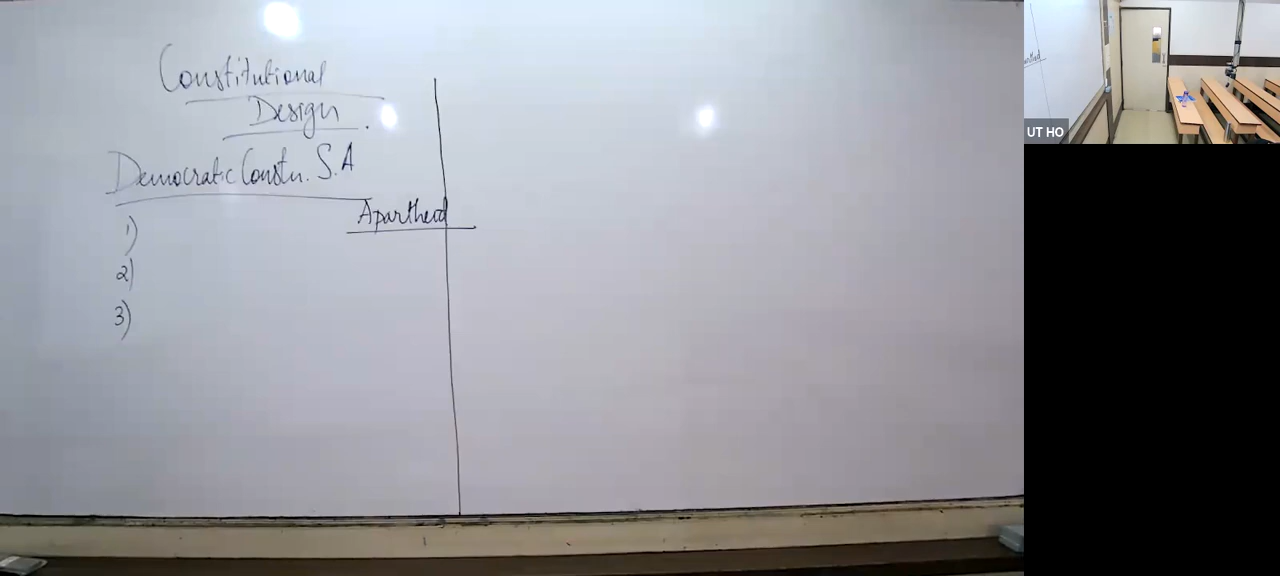 Constitutional
Design.
Democratic Constn. S.A
Apartheid
1)
2)
3)
UT HO